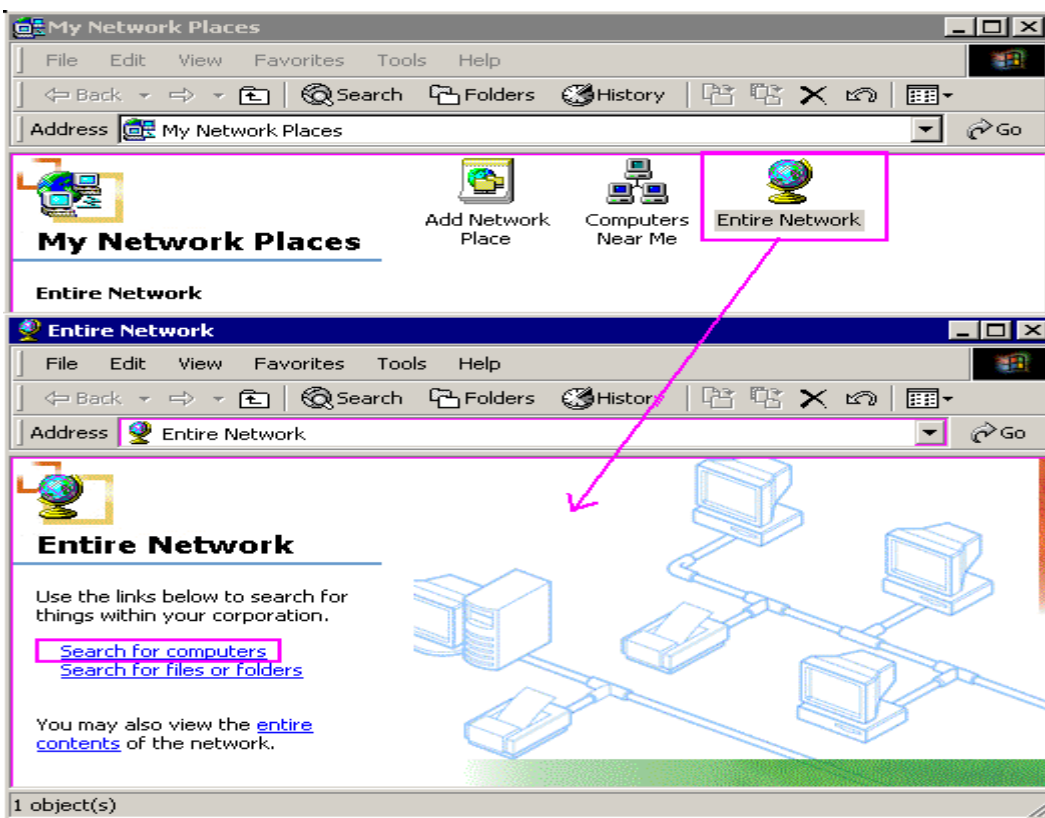 My Network Places
File Edit View Favorites Tools Help
Back Search Folders History
Address My Network Places Go
Add Network Place
Computers Near Me
Entire Network
My Network Places
Entire Network
Entire Network
File Edit View Favorites Tools Help
Back Search Folders History
Address Entire Network Go
Entire Network
Use the links below to search for
things within your corporation.
Search for computers
Search for files or folders
You may also view the entire
contents of the network.
1 object(s)